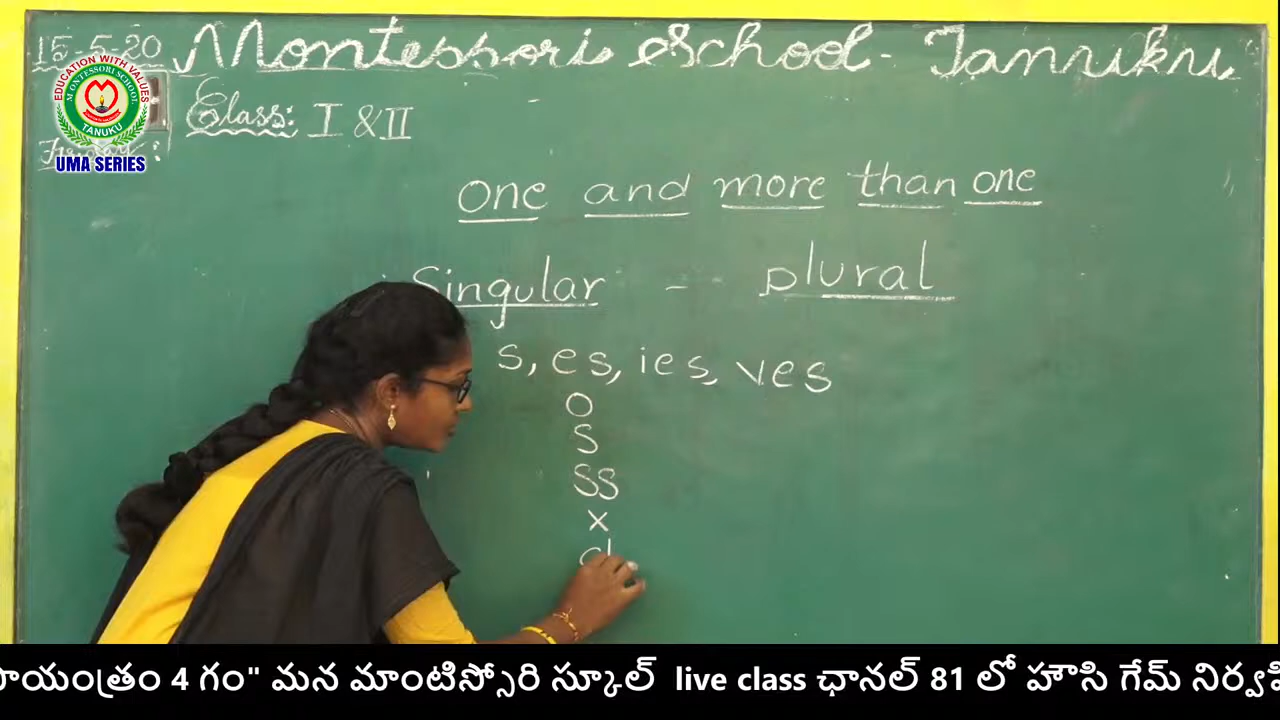 15-5-20 Montessori School - Tanuku
EDUCATION WITH VALUES
MONTESSORI SCHOOL
TANUKU
UMA SERIES
Class: I & II
one and more than one
Singular - plural
s, es, ies, ves
o
s
ss
x
సాయంత్రం 4 గం" మన మాంటిస్సోరి స్కూల్ live class ఛానల్ 81 లో హౌసి గేమ్